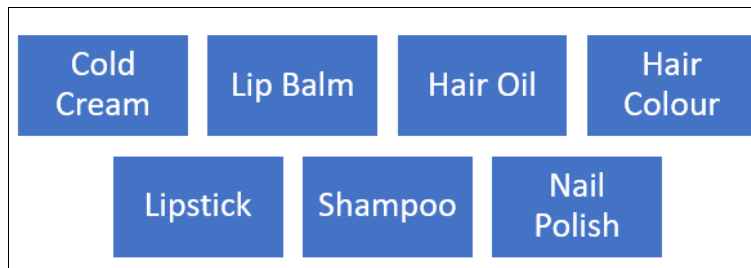 Cold
Cream
Lip Balm
Hair Oil
Hair
Colour
Lipstick
Shampoo
Nail
Polish